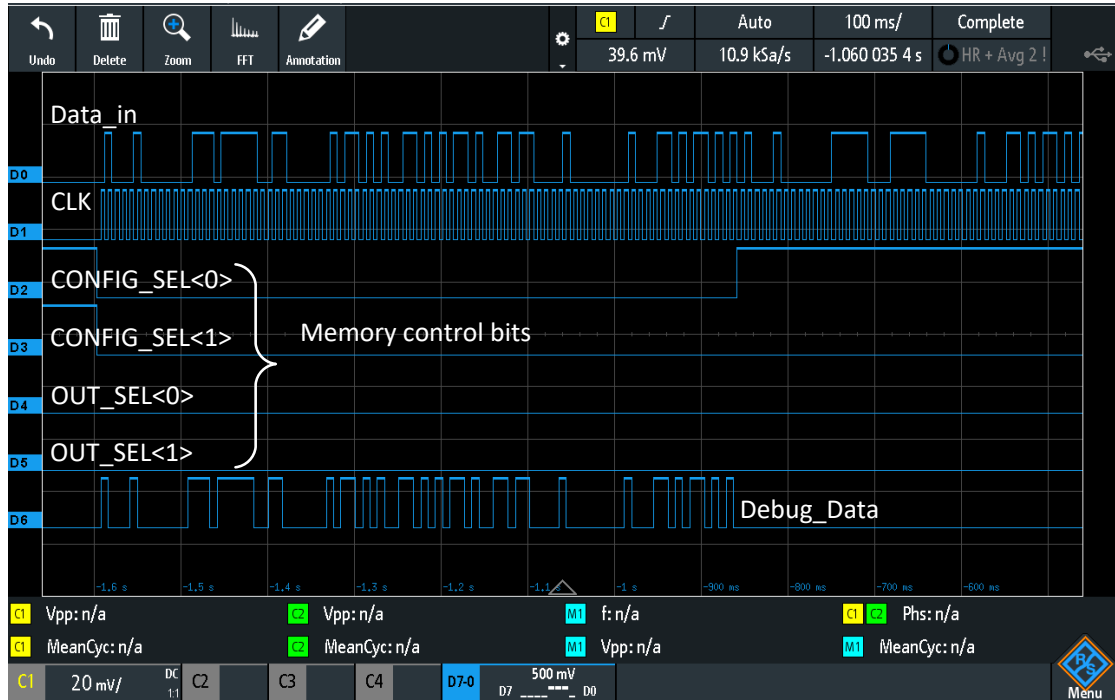 C1 Auto 100 ms/ Complete
Undo Delete Zoom FFT Annotation 39.6 mV 10.9 kSa/s -1.060 035 4 s HR + Avg 2 !
Data_in
D0
CLK
D1
CONFIG_SEL<0>
D2
CONFIG_SEL<1> Memory control bits
D3
OUT_SEL<0>
D4
OUT_SEL<1>
D5
Debug_Data
D6
-1.6 s -1.5 s -1.4 s -1.3 s -1.2 s -1.1 -1 s -900 ms -800 ms -700 ms -600 ms
C1 Vpp: n/a C2 Vpp: n/a M1 f: n/a C1 C2 Phs: n/a
C1 MeanCyc: n/a C2 MeanCyc: n/a M1 Vpp: n/a M1 MeanCyc: n/a
C1 20 mV/ DC 1:1 C2 C3 C4 D7-0 500 mV D7 D0
R&S
Menu